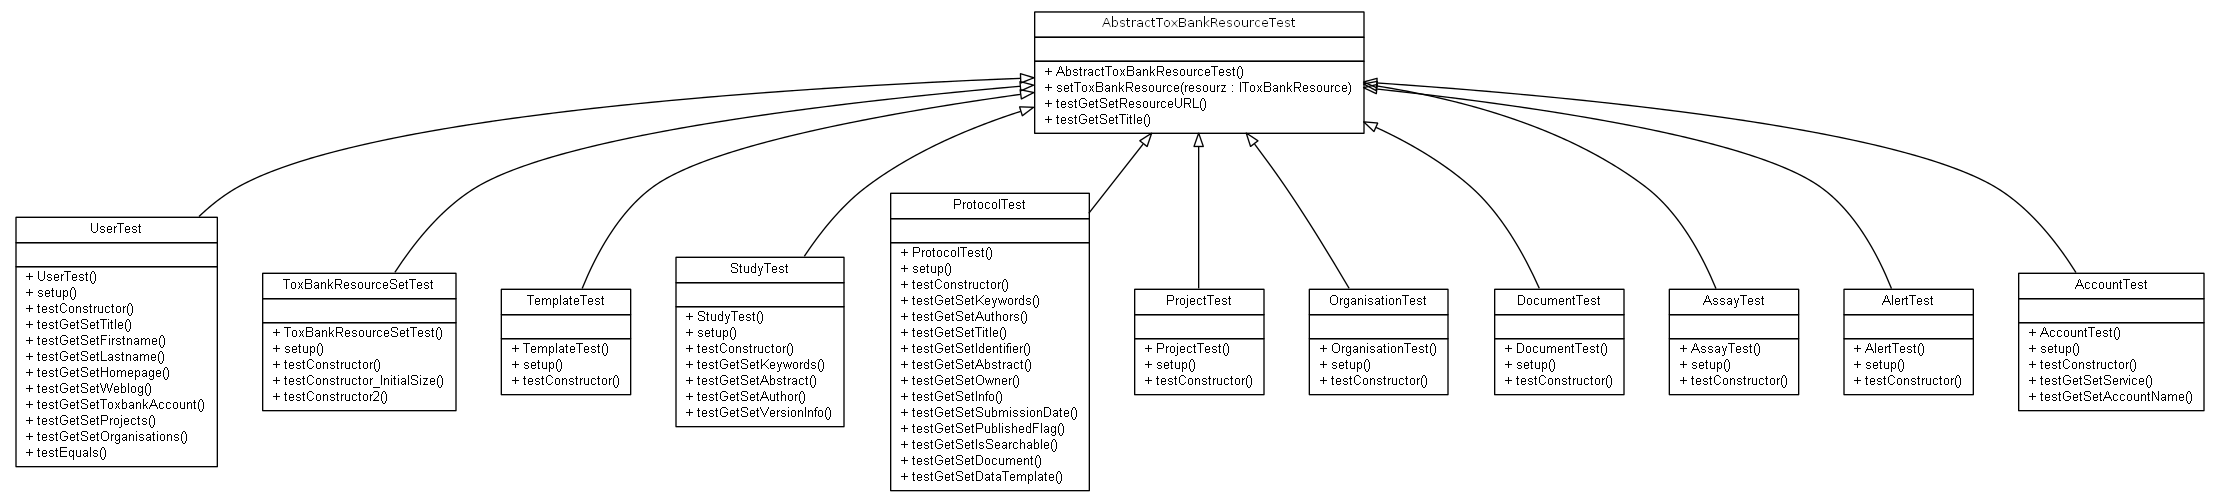 AbstractToxBankResourceTest
+ AbstractToxBankResourceTest()
+ setToxBankResource(resourz : IToxBankResource)
+ testGetSetResourceURL()
+ testGetSetTitle()
UserTest
+ UserTest()
+ setup()
+ testConstructor()
+ testGetSetTitle()
+ testGetSetFirstname()
+ testGetSetLastname()
+ testGetSetHomepage()
+ testGetSetWeblog()
+ testGetSetToxbankAccount()
+ testGetSetProjects()
+ testGetSetOrganisations()
+ testEquals()
ToxBankResourceSetTest
+ ToxBankResourceSetTest()
+ setup()
+ testConstructor()
+ testConstructor_InitialSize()
+ testConstructor2()
TemplateTest
+ TemplateTest()
+ setup()
+ testConstructor()
StudyTest
+ StudyTest()
+ setup()
+ testConstructor()
+ testGetSetKeywords()
+ testGetSetAbstract()
+ testGetSetAuthor()
+ testGetSetVersionInfo()
ProtocolTest
+ ProtocolTest()
+ setup()
+ testConstructor()
+ testGetSetKeywords()
+ testGetSetAuthors()
+ testGetSetTitle()
+ testGetSetIdentifier()
+ testGetSetAbstract()
+ testGetSetOwner()
+ testGetSetInfo()
+ testGetSetSubmissionDate()
+ testGetSetPublishedFlag()
+ testGetSetIsSearchable()
+ testGetSetDocument()
+ testGetSetDataTemplate()
ProjectTest
+ ProjectTest()
+ setup()
+ testConstructor()
OrganisationTest
+ OrganisationTest()
+ setup()
+ testConstructor()
DocumentTest
+ DocumentTest()
+ setup()
+ testConstructor()
AssayTest
+ AssayTest()
+ setup()
+ testConstructor()
AlertTest
+ AlertTest()
+ setup()
+ testConstructor()
AccountTest
+ AccountTest()
+ setup()
+ testConstructor()
+ testGetSetService()
+ testGetSetAccountName()